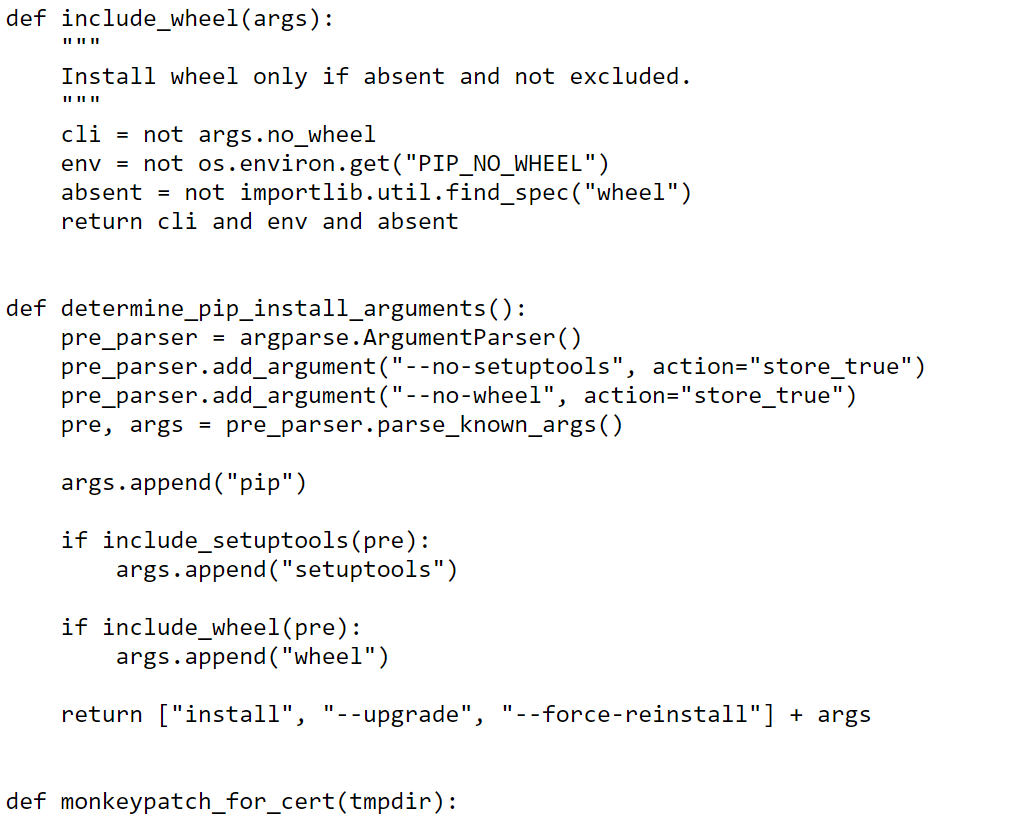 def include_wheel(args):
    """
    Install wheel only if absent and not excluded.
    """
    cli = not args.no_wheel
    env = not os.environ.get("PIP_NO_WHEEL")
    absent = not importlib.util.find_spec("wheel")
    return cli and env and absent


def determine_pip_install_arguments():
    pre_parser = argparse.ArgumentParser()
    pre_parser.add_argument("--no-setuptools", action="store_true")
    pre_parser.add_argument("--no-wheel", action="store_true")
    pre, args = pre_parser.parse_known_args()

    args.append("pip")

    if include_setuptools(pre):
        args.append("setuptools")

    if include_wheel(pre):
        args.append("wheel")

    return ["install", "--upgrade", "--force-reinstall"] + args


def monkeypatch_for_cert(tmpdir):